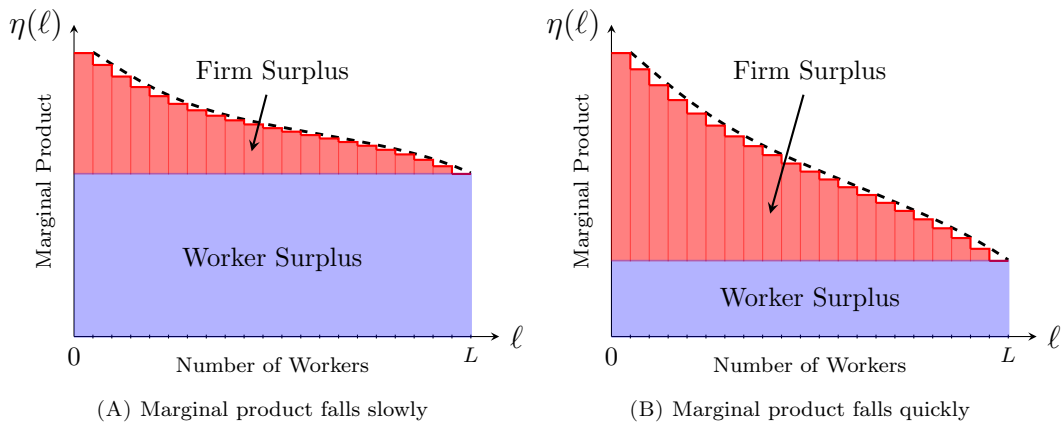 η(ℓ)
Marginal Product
Firm Surplus
Worker Surplus
0
L
ℓ
Number of Workers
(A) Marginal product falls slowly
η(ℓ)
Marginal Product
Firm Surplus
Worker Surplus
0
L
ℓ
Number of Workers
(B) Marginal product falls quickly